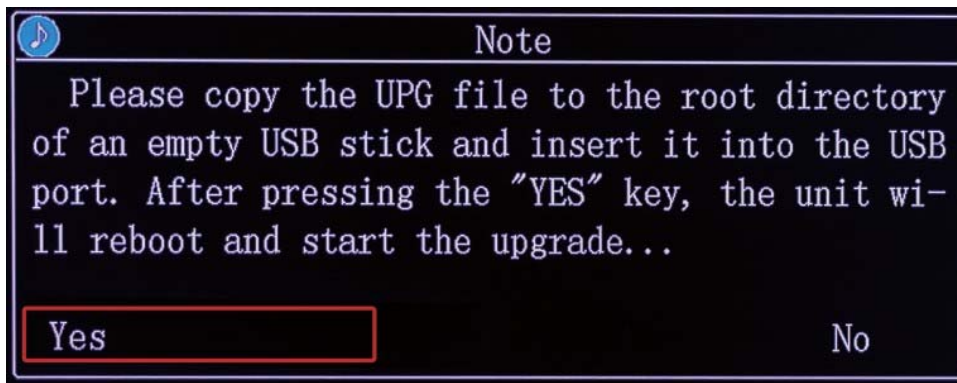 Note
Please copy the UPG file to the root directory
of an empty USB stick and insert it into the USB
port. After pressing the "YES" key, the unit wi-
ll reboot and start the upgrade...
Yes No